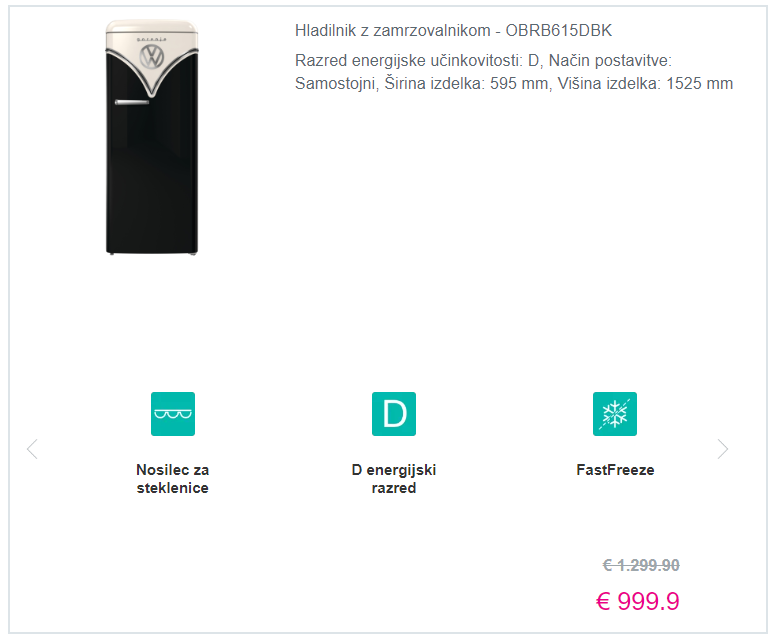 gorenje
Hladilnik z zamrzovalnikom - OBRB615DBK
Razred energijske učinkovitosti: D, Način postavitve:
Samostojni, Širina izdelka: 595 mm, Višina izdelka: 1525 mm
D
Nosilec za
steklenice
D energijski
razred
FastFreeze
€ 1.299.90
€ 999.9